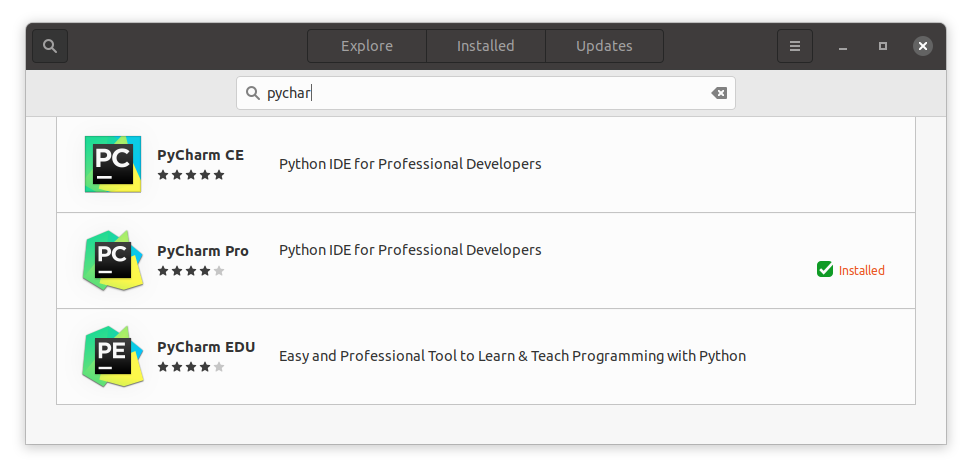 Explore Installed Updates
pychar
PC PyCharm CE
Python IDE for Professional Developers
PC PyCharm Pro
Python IDE for Professional Developers
Installed
PE PyCharm EDU
Easy and Professional Tool to Learn & Teach Programming with Python